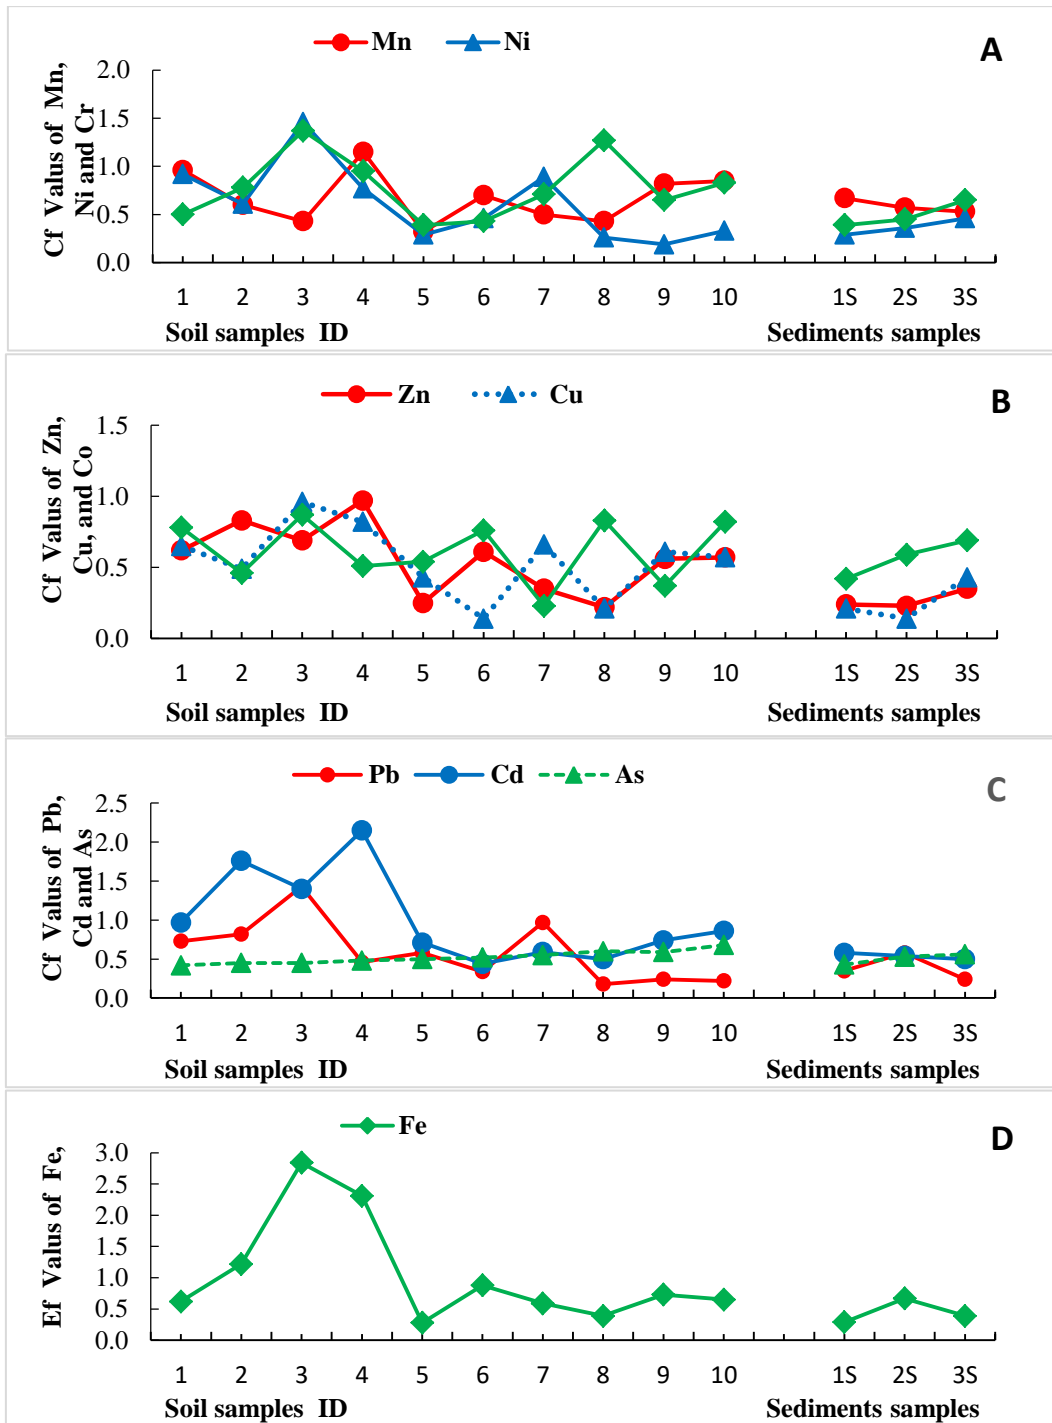 Mn Ni
A
Cf Valus of Mn,
Ni and Cr
2.0
1.5
1.0
0.5
0.0
1 2 3 4 5 6 7 8 9 10 1S 2S 3S
Soil samples ID Sediments samples
Zn Cu
B
Cf Value of Zn,
Cu, and Co
1.5
1.0
0.5
0.0
1 2 3 4 5 6 7 8 9 10 1S 2S 3S
Soil samples ID Sediments samples
Pb Cd As
C
Cf Valus of Pb,
Cd and As
2.5
2.0
1.5
1.0
0.5
0.0
1 2 3 4 5 6 7 8 9 10 1S 2S 3S
Soil samples ID Sediments samples
Fe
D
Ef Valus of Fe,
3.0
2.5
2.0
1.5
1.0
0.5
0.0
1 2 3 4 5 6 7 8 9 10 1S 2S 3S
Soil samples ID Sediments samples